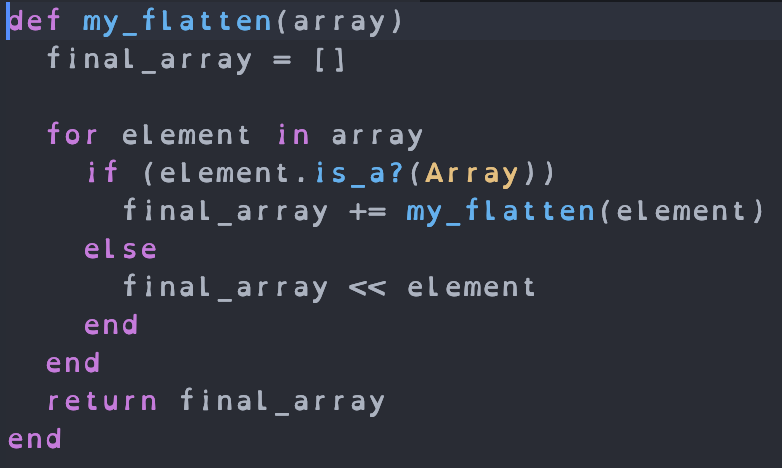 def my_flatten(array)
  final_array = []

  for element in array
    if (element.is_a?(Array))
      final_array += my_flatten(element)
    else
      final_array << element
    end
  end
  return final_array
end